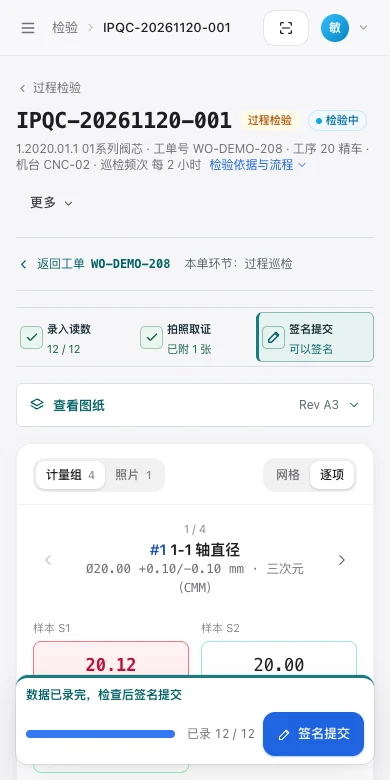 检验 IPQC-20261120-001 敏
过程检验
IPQC-20261120-001 过程检验 检验中
1.2020.01.1 01系列阀芯 · 工单号 WO-DEMO-208 · 工序 20 精车 ·
机台 CNC-02 · 巡检频次 每 2 小时 检验依据与流程
更多
返回工单 WO-DEMO-208 本单环节：过程巡检
录入读数 拍照取证 签名提交
12 / 12 已附 1 张 可以签名
查看图纸 Rev A3
计量组 4 照片 1 网格 逐项
1 / 4
#1 1-1 轴直径
Ø20.00 +0.10/-0.10 mm · 三次元
(CMM)
样本 S1 样本 S2
20.12 20.00
数据已录完，检查后签名提交
已录 12 / 12 签名提交